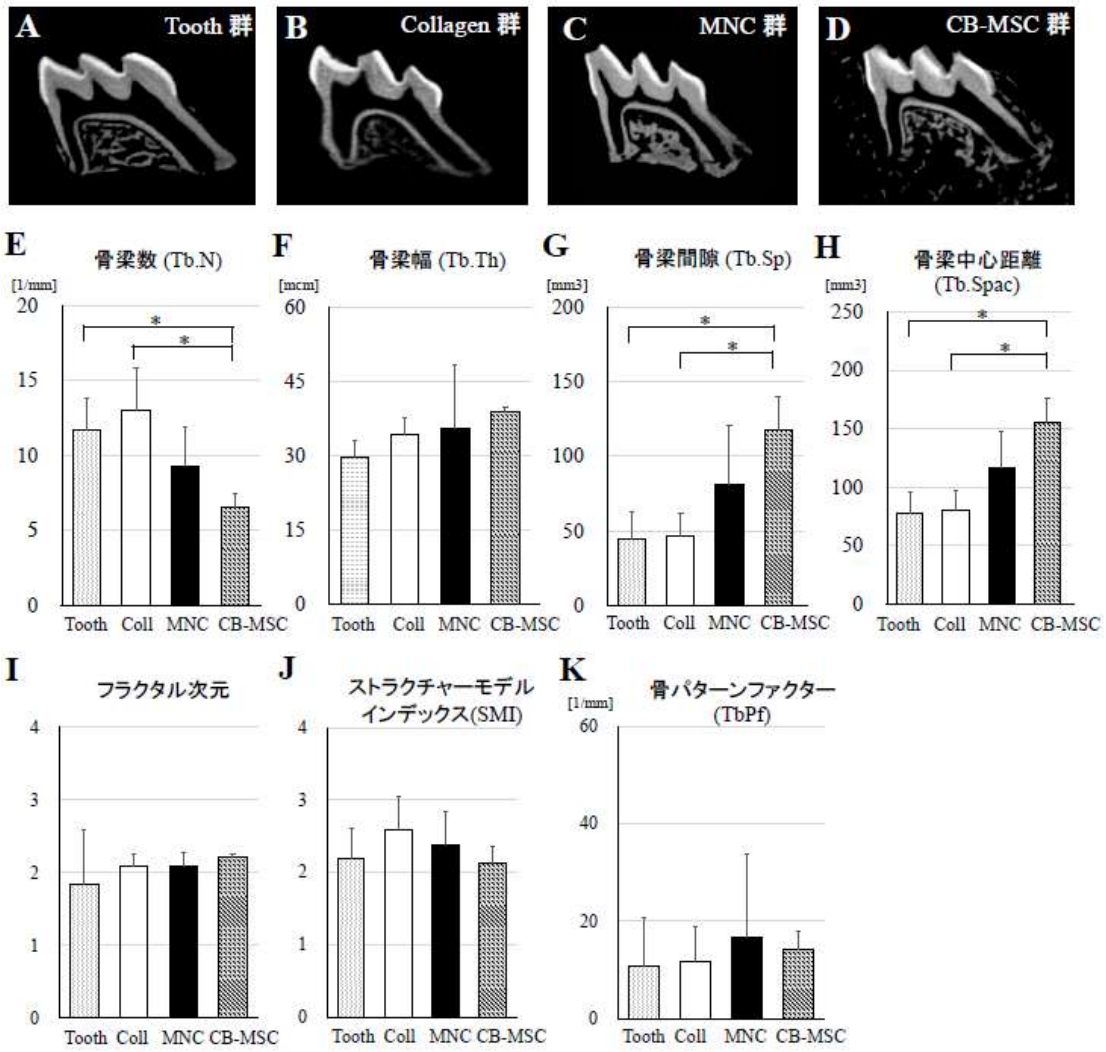 A
Tooth 群
B
Collagen 群
C
MNC 群
D
CB-MSC 群
E
骨梁数 (Tb.N)
[1/mm]
20
15
10
5
0
*
*
Tooth Coll MNC CB-MSC
F
骨梁幅 (Tb.Th)
[mcm]
60
45
30
15
0
Tooth Coll MNC CB-MSC
G
骨梁間隙 (Tb.Sp)
[mm3]
200
150
100
50
0
*
*
Tooth Coll MNC CB-MSC
H
骨梁中心距離
(Tb.Spac)
[mm3]
250
200
150
100
50
0
*
*
Tooth Coll MNC CB-MSC
I
フラクタル次元
4
3
2
1
0
Tooth Coll MNC CB-MSC
J
ストラクチャーモデル
インデックス(SMI)
4
3
2
1
0
Tooth Coll MNC CB-MSC
K
骨パターンファクター
(TbPf)
[1/mm]
60
40
20
0
Tooth Coll MNC CB-MSC